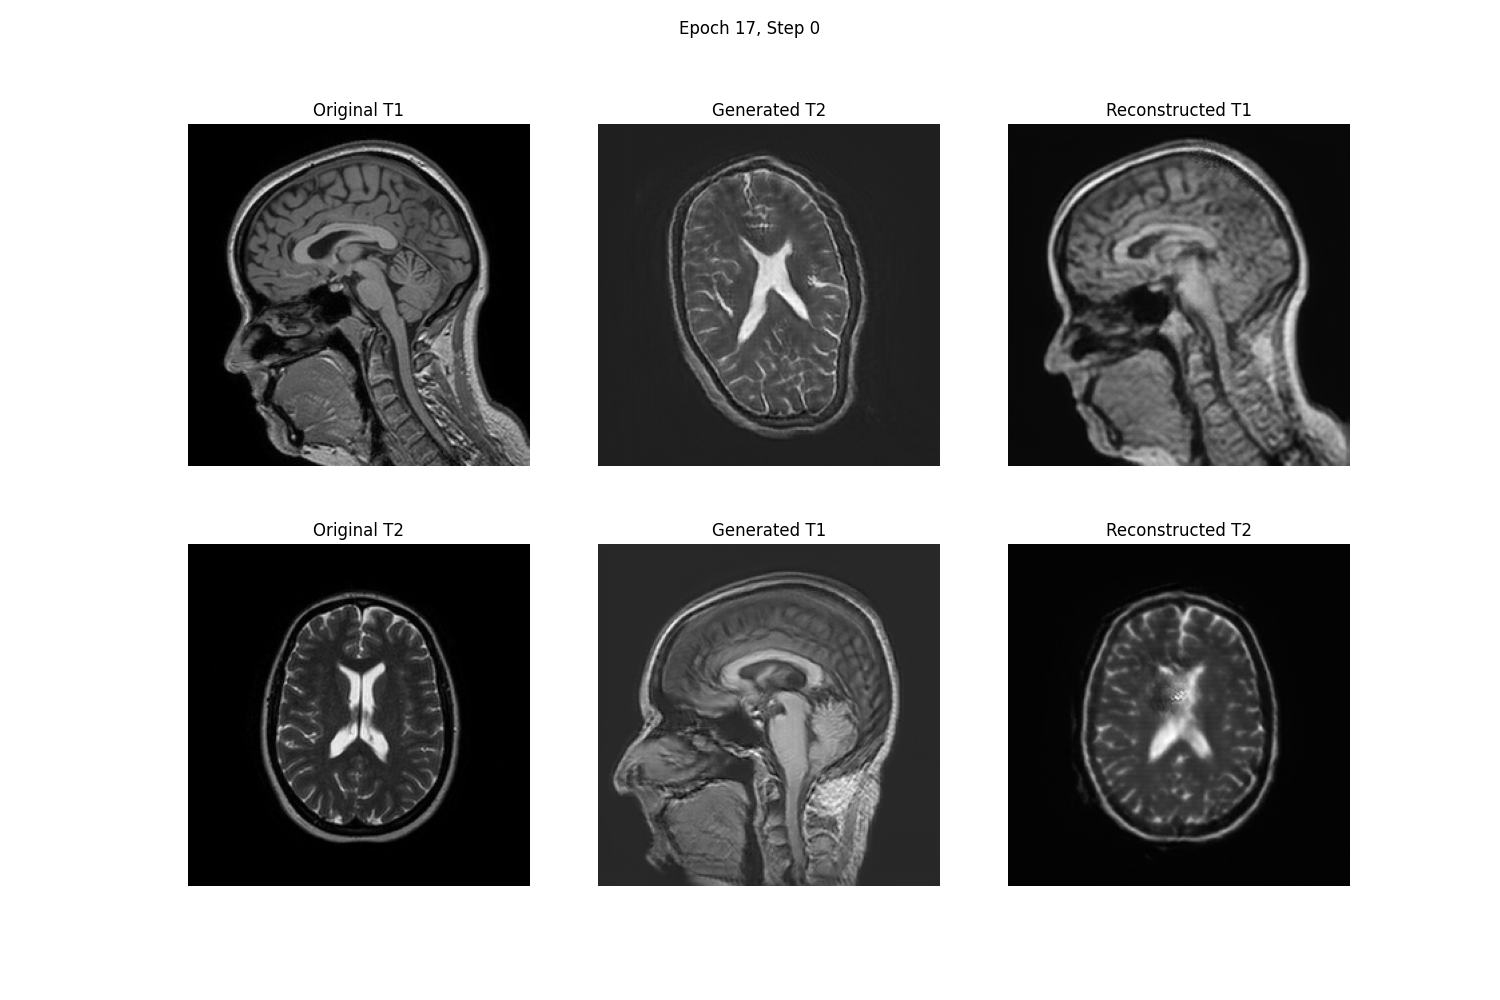 Epoch 17, Step 0
Original T1
Generated T2
Reconstructed T1
Original T2
Generated T1
Reconstructed T2